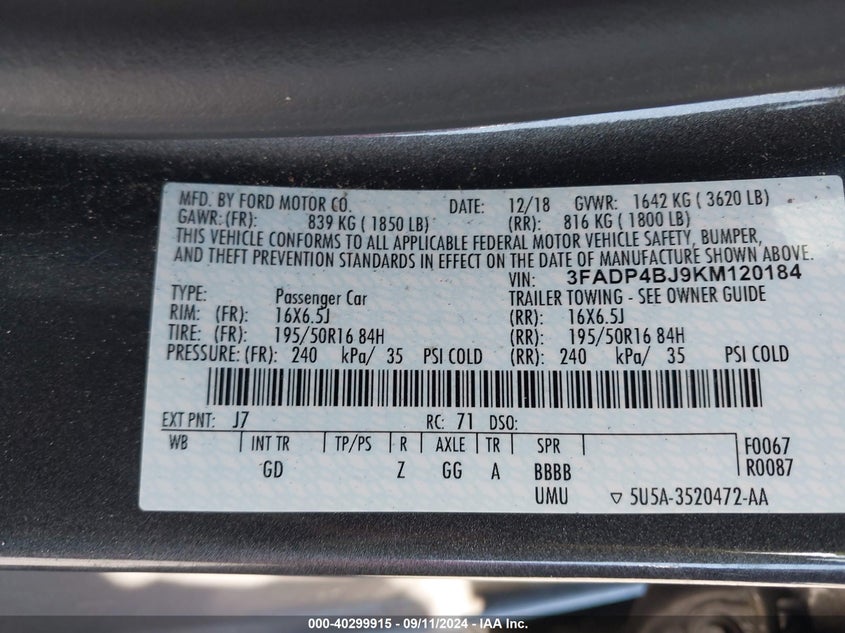 MFD. BY FORD MOTOR CO. DATE: 12/18 GVWR: 1642 KG ( 3620 LB)
GAWR: (FR): 839 KG ( 1850 LB) (RR): 816 KG ( 1800 LB)
THIS VEHICLE CONFORMS TO ALL APPLICABLE FEDERAL MOTOR VEHICLE SAFETY, BUMPER,
AND THEFT PREVENTION STANDARDS IN EFFECT ON THE DATE OF MANUFACTURE SHOWN ABOVE.
VIN: 3FADP4BJ9KM120184
TYPE: Passenger Car TRAILER TOWING - SEE OWNER GUIDE
RIM: (FR): 16X6.5J (RR): 16X6.5J
TIRE: (FR): 195/50R16 84H (RR): 195/50R16 84H
PRESSURE: (FR): 240 kPa/ 35 PSI COLD (RR): 240 kPa/ 35 PSI COLD
EXT PNT: J7 RC: 71 DSO:
WB INT TR TP/PS R AXLE TR SPR F0067
GD Z GG A BBBB R0087
UMU ▽ 5U5A-3520472-AA
000-40299915 - 09/11/2024 - IAA Inc.